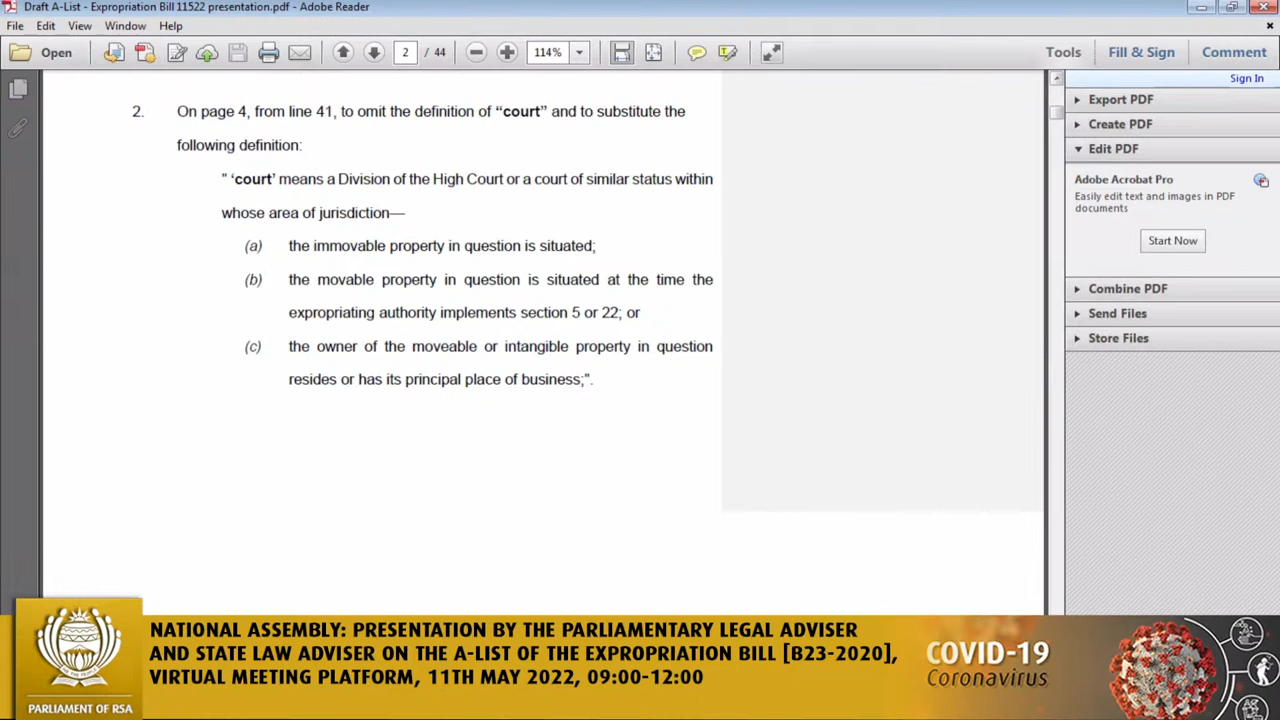 Draft A-List - Expropriation Bill 11522 presentation.pdf - Adobe Reader
File Edit View Window Help
Open 2 / 44 114% Tools Fill & Sign Comment
Sign In
Export PDF
Create PDF
Edit PDF
Adobe Acrobat Pro
Easily edit text and images in PDF
documents
Start Now
Combine PDF
Send Files
Store Files
2. On page 4, from line 41, to omit the definition of “court” and to substitute the
following definition:
" ‘court’ means a Division of the High Court or a court of similar status within
whose area of jurisdiction—
(a) the immovable property in question is situated;
(b) the movable property in question is situated at the time the
expropriating authority implements section 5 or 22; or
(c) the owner of the moveable or intangible property in question
resides or has its principal place of business;”.
NATIONAL ASSEMBLY: PRESENTATION BY THE PARLIAMENTARY LEGAL ADVISER
AND STATE LAW ADVISER ON THE A-LIST OF THE EXPROPRIATION BILL [B23-2020],
VIRTUAL MEETING PLATFORM, 11TH MAY 2022, 09:00-12:00
PARLIAMENT OF RSA
COVID-19
Coronavirus